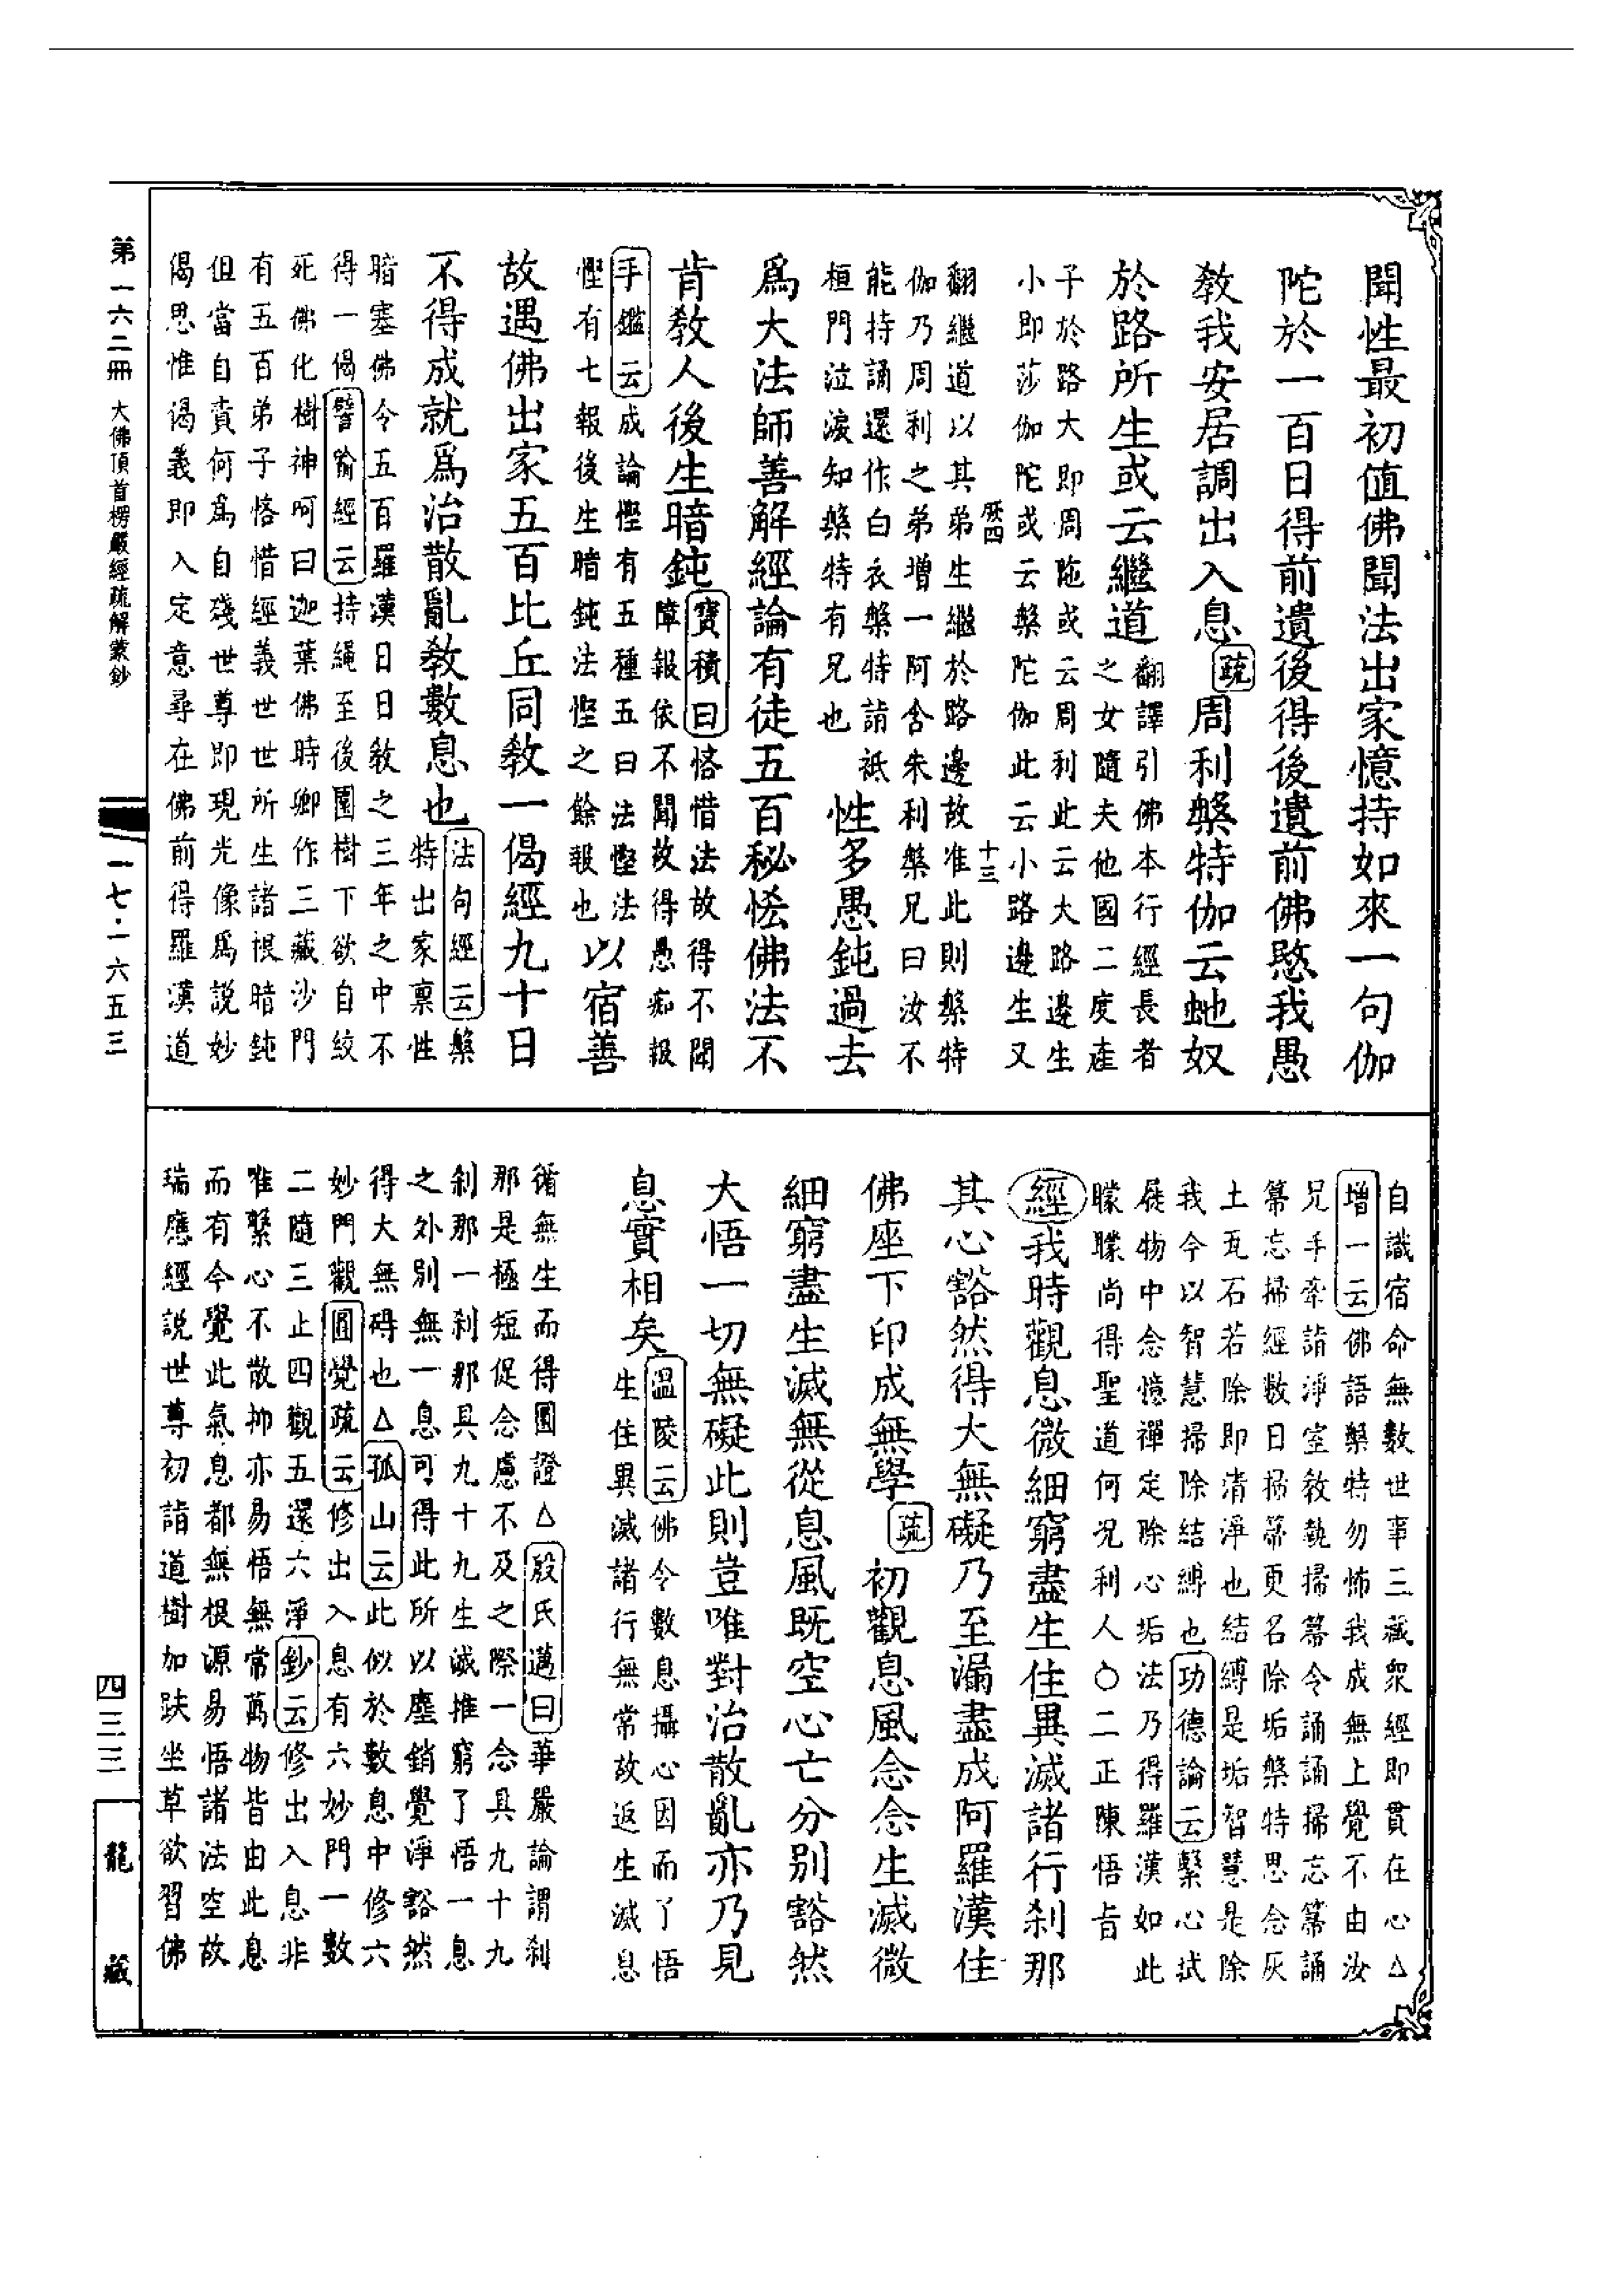 聞性最初值佛聞法出家憶持如來一句伽
陀於一百日得前遺後得後遺前佛愍我愚
教我安居調出入息疏周利槃特伽云蚍奴
於路所生或云繼道翻譯引佛本行經長者
之女隨夫他國二度產
子於路大即周陁或云周利此云大路邊生
小即莎伽陀或云槃陀伽此云小路邊生又
翻繼道以其弟生繼於路邊故准此則槃特
伽乃周利之弟增一阿含朱利槃兄曰汝不
能持誦還作白衣槃特詣祇
桓門泣淚知槃特有兄也
性多愚鈍過去
爲大法師善解經論有徒五百秘恡佛法不
肯教人後生暗鈍寶積曰悋惜法故得不聞
障報依不聞故得愚痴報
手鑑云成論慳有五種五曰法慳法
慳有七報後生暗鈍法慳之餘報也
以宿善
故遇佛出家五百比丘同教一偈經九十日
不得成就爲治散亂教數息也法句經云槃
特出家禀性
暗塞佛令五百羅漢日日教之三年之中不
得一偈譬喻經云持繩至後園樹下欲自絞
死佛化樹神呵曰迦葉佛時卿作三藏沙門
有五百弟子悋惜經義世世所生諸根暗鈍
但當自責何爲自殘世尊即現光像爲說妙
偈思惟偈義即入定意尋在佛前得羅漢道
自識宿命無數世事三藏衆經即貫在心△
增一云佛語槃特勿怖我成無上覺不由汝
兄手牽詣淨室教執掃箒令誦誦掃忘箒誦
箒忘掃經數日掃箒更名除垢槃特思念灰
土瓦石若除即清淨也結縛是垢智慧是除
我今以智慧掃除結縛也功德論云繫心拭
屣物中念憶禪定除心垢法乃得羅漢如此
矇矇尚得聖道何况利人〇二正陳悟旨
經我時觀息微細窮盡生住異滅諸行刹那
其心豁然得大無礙乃至漏盡成阿羅漢住
佛座下印成無學疏初觀息風念念生滅微
細窮盡生滅無從息風既空心亡分別豁然
大悟一切無礙此則豈唯對治散亂亦乃見
息實相矣溫陵云佛令數息攝心因而了悟
生住異滅諸行無常故返生滅息
循無生而得圓證△殷氏邁曰華嚴論謂刹
那是極短促念慮不及之際一念具九十九
刹那一刹那具九十九生滅推窮了悟一息
之外別無一息可得此所以塵銷覺淨豁然
得大無礙也△孤山云此似於數息中修六
妙門觀圓覺疏云修出入息有六妙門一數
二隨三止四觀五還六淨鈔云修出入息非
唯繫心不散抑亦易悟無常萬物皆由此息
而有今覺此氣息都無根源易悟諸法空故
瑞應經說世尊初詣道樹加趺坐草欲習佛
第一六二冊
大佛頂首楞嚴經疏解蒙鈔
一七·一六五三
四三三
龍藏
四
十三